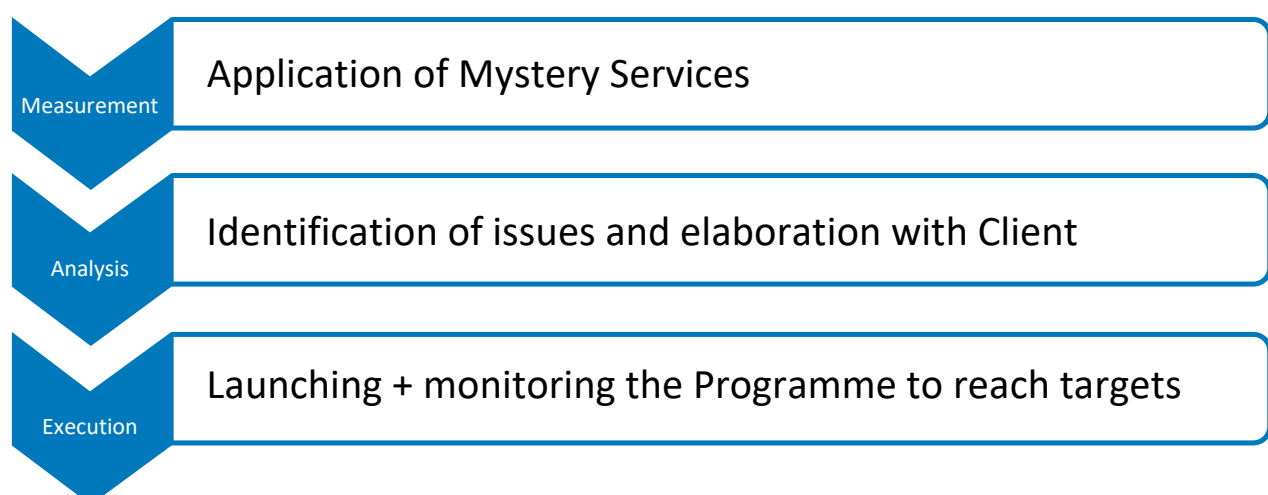 Application of Mystery Services
Measurement
Identification of issues and elaboration with Client
Analysis
Launching + monitoring the Programme to reach targets
Execution